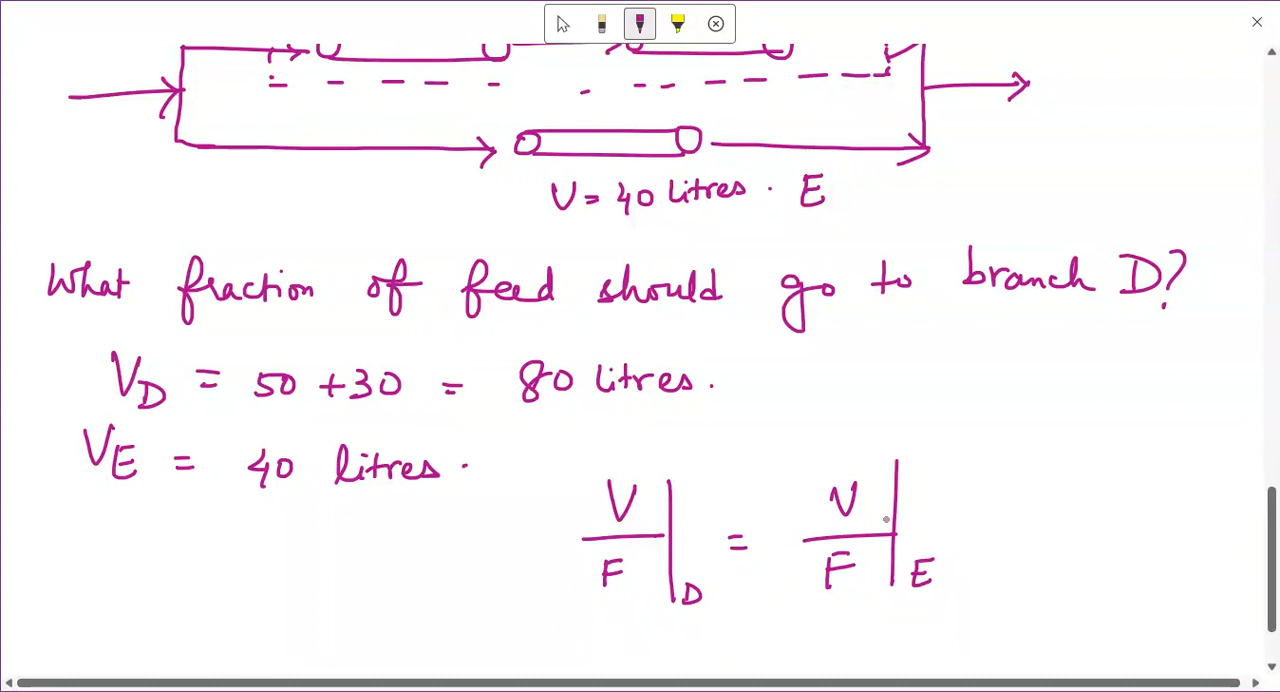 V = 40 litres . E
What fraction of feed should go to branch D?
V_D = 50 + 30 = 80 litres .
V_E = 40 litres .
V/F |_D = V/F |_E